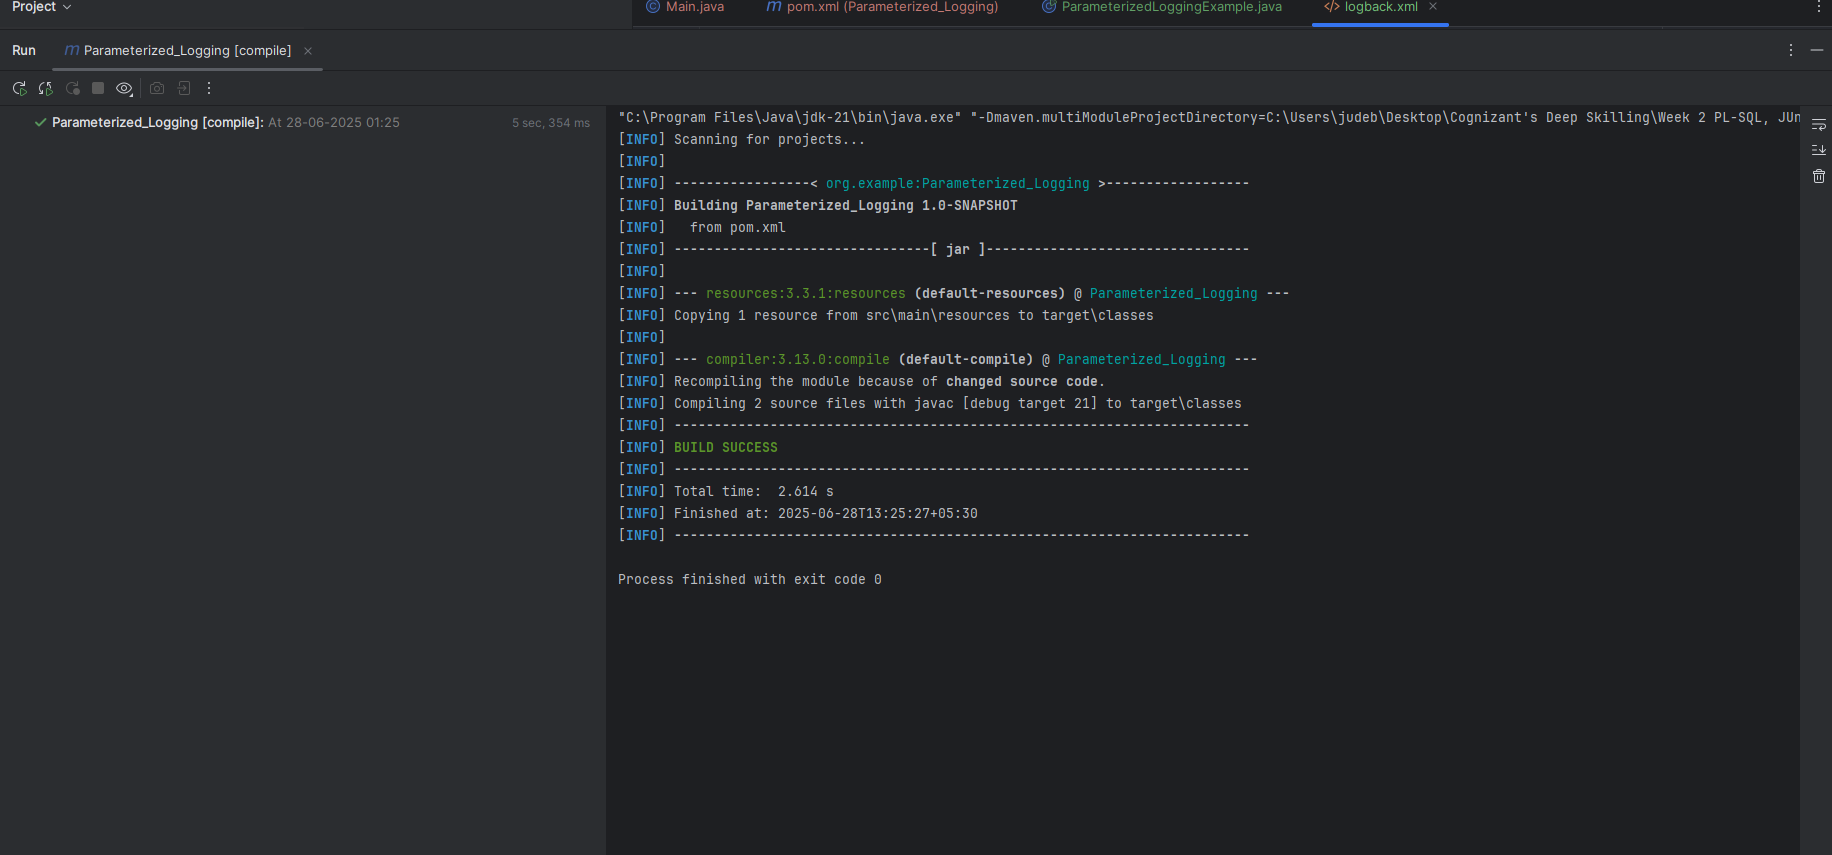 Project
Main.java
pom.xml (Parameterized_Logging)
ParameterizedLoggingExample.java
logback.xml
Run
Parameterized_Logging [compile]
Parameterized_Logging [compile]: At 28-06-2025 01:25
5 sec, 354 ms
"C:\Program Files\Java\jdk-21\bin\java.exe" "-Dmaven.multiModuleProjectDirectory=C:\Users\judeb\Desktop\Cognizant's Deep Skilling\Week 2 PL-SQL, JUn
[INFO] Scanning for projects...
[INFO]
[INFO] -----------------< org.example:Parameterized_Logging >------------------
[INFO] Building Parameterized_Logging 1.0-SNAPSHOT
[INFO]   from pom.xml
[INFO] --------------------------------[ jar ]---------------------------------
[INFO]
[INFO] --- resources:3.3.1:resources (default-resources) @ Parameterized_Logging ---
[INFO] Copying 1 resource from src\main\resources to target\classes
[INFO]
[INFO] --- compiler:3.13.0:compile (default-compile) @ Parameterized_Logging ---
[INFO] Recompiling the module because of changed source code.
[INFO] Compiling 2 source files with javac [debug target 21] to target\classes
[INFO] ------------------------------------------------------------------------
[INFO] BUILD SUCCESS
[INFO] ------------------------------------------------------------------------
[INFO] Total time:  2.614 s
[INFO] Finished at: 2025-06-28T13:25:27+05:30
[INFO] ------------------------------------------------------------------------
Process finished with exit code 0